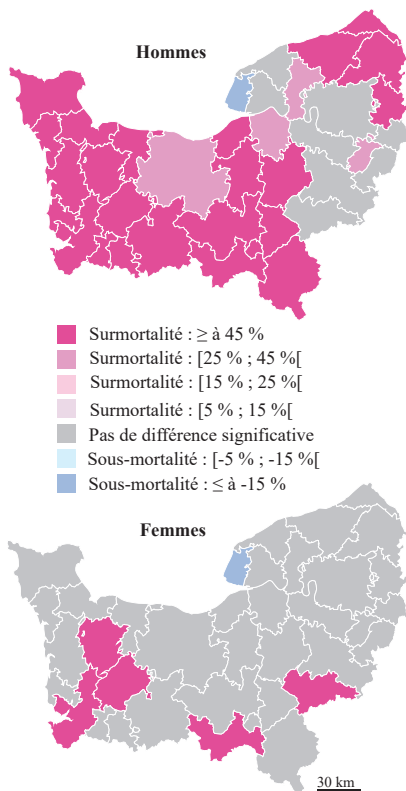 Hommes
Surmortalité : ≥ à 45 %
Surmortalité : [25 % ; 45 %[
Surmortalité : [15 % ; 25 %[
Surmortalité : [5 % ; 15 %[
Pas de différence significative
Sous-mortalité : [-5 % ; -15 %[
Sous-mortalité : ≤ à -15 %
Femmes
30 km